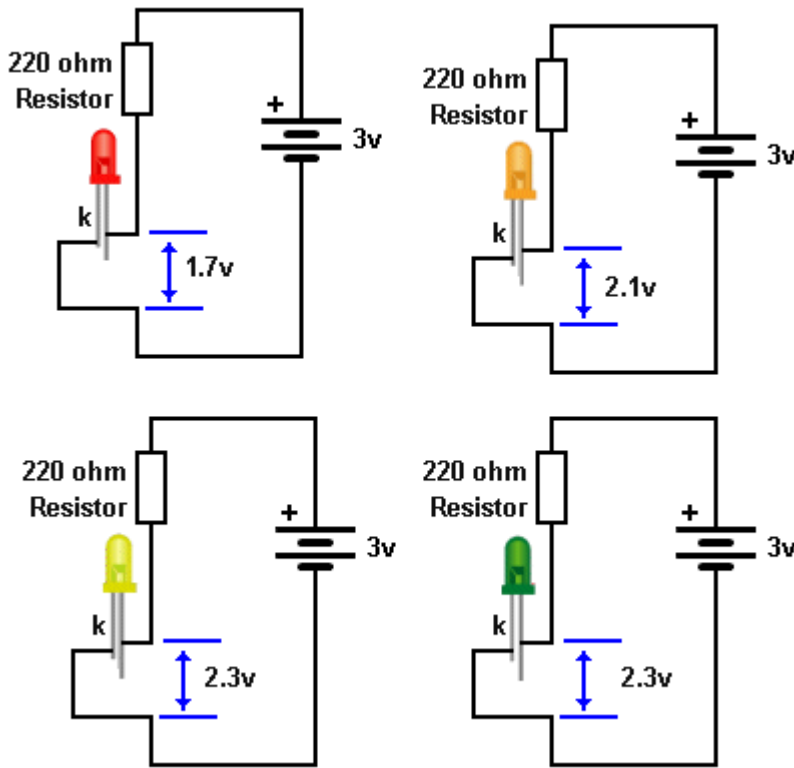 220 ohm
Resistor
+
3v
k
1.7v
220 ohm
Resistor
+
3v
k
2.1v
220 ohm
Resistor
+
3v
k
2.3v
220 ohm
Resistor
+
3v
k
2.3v